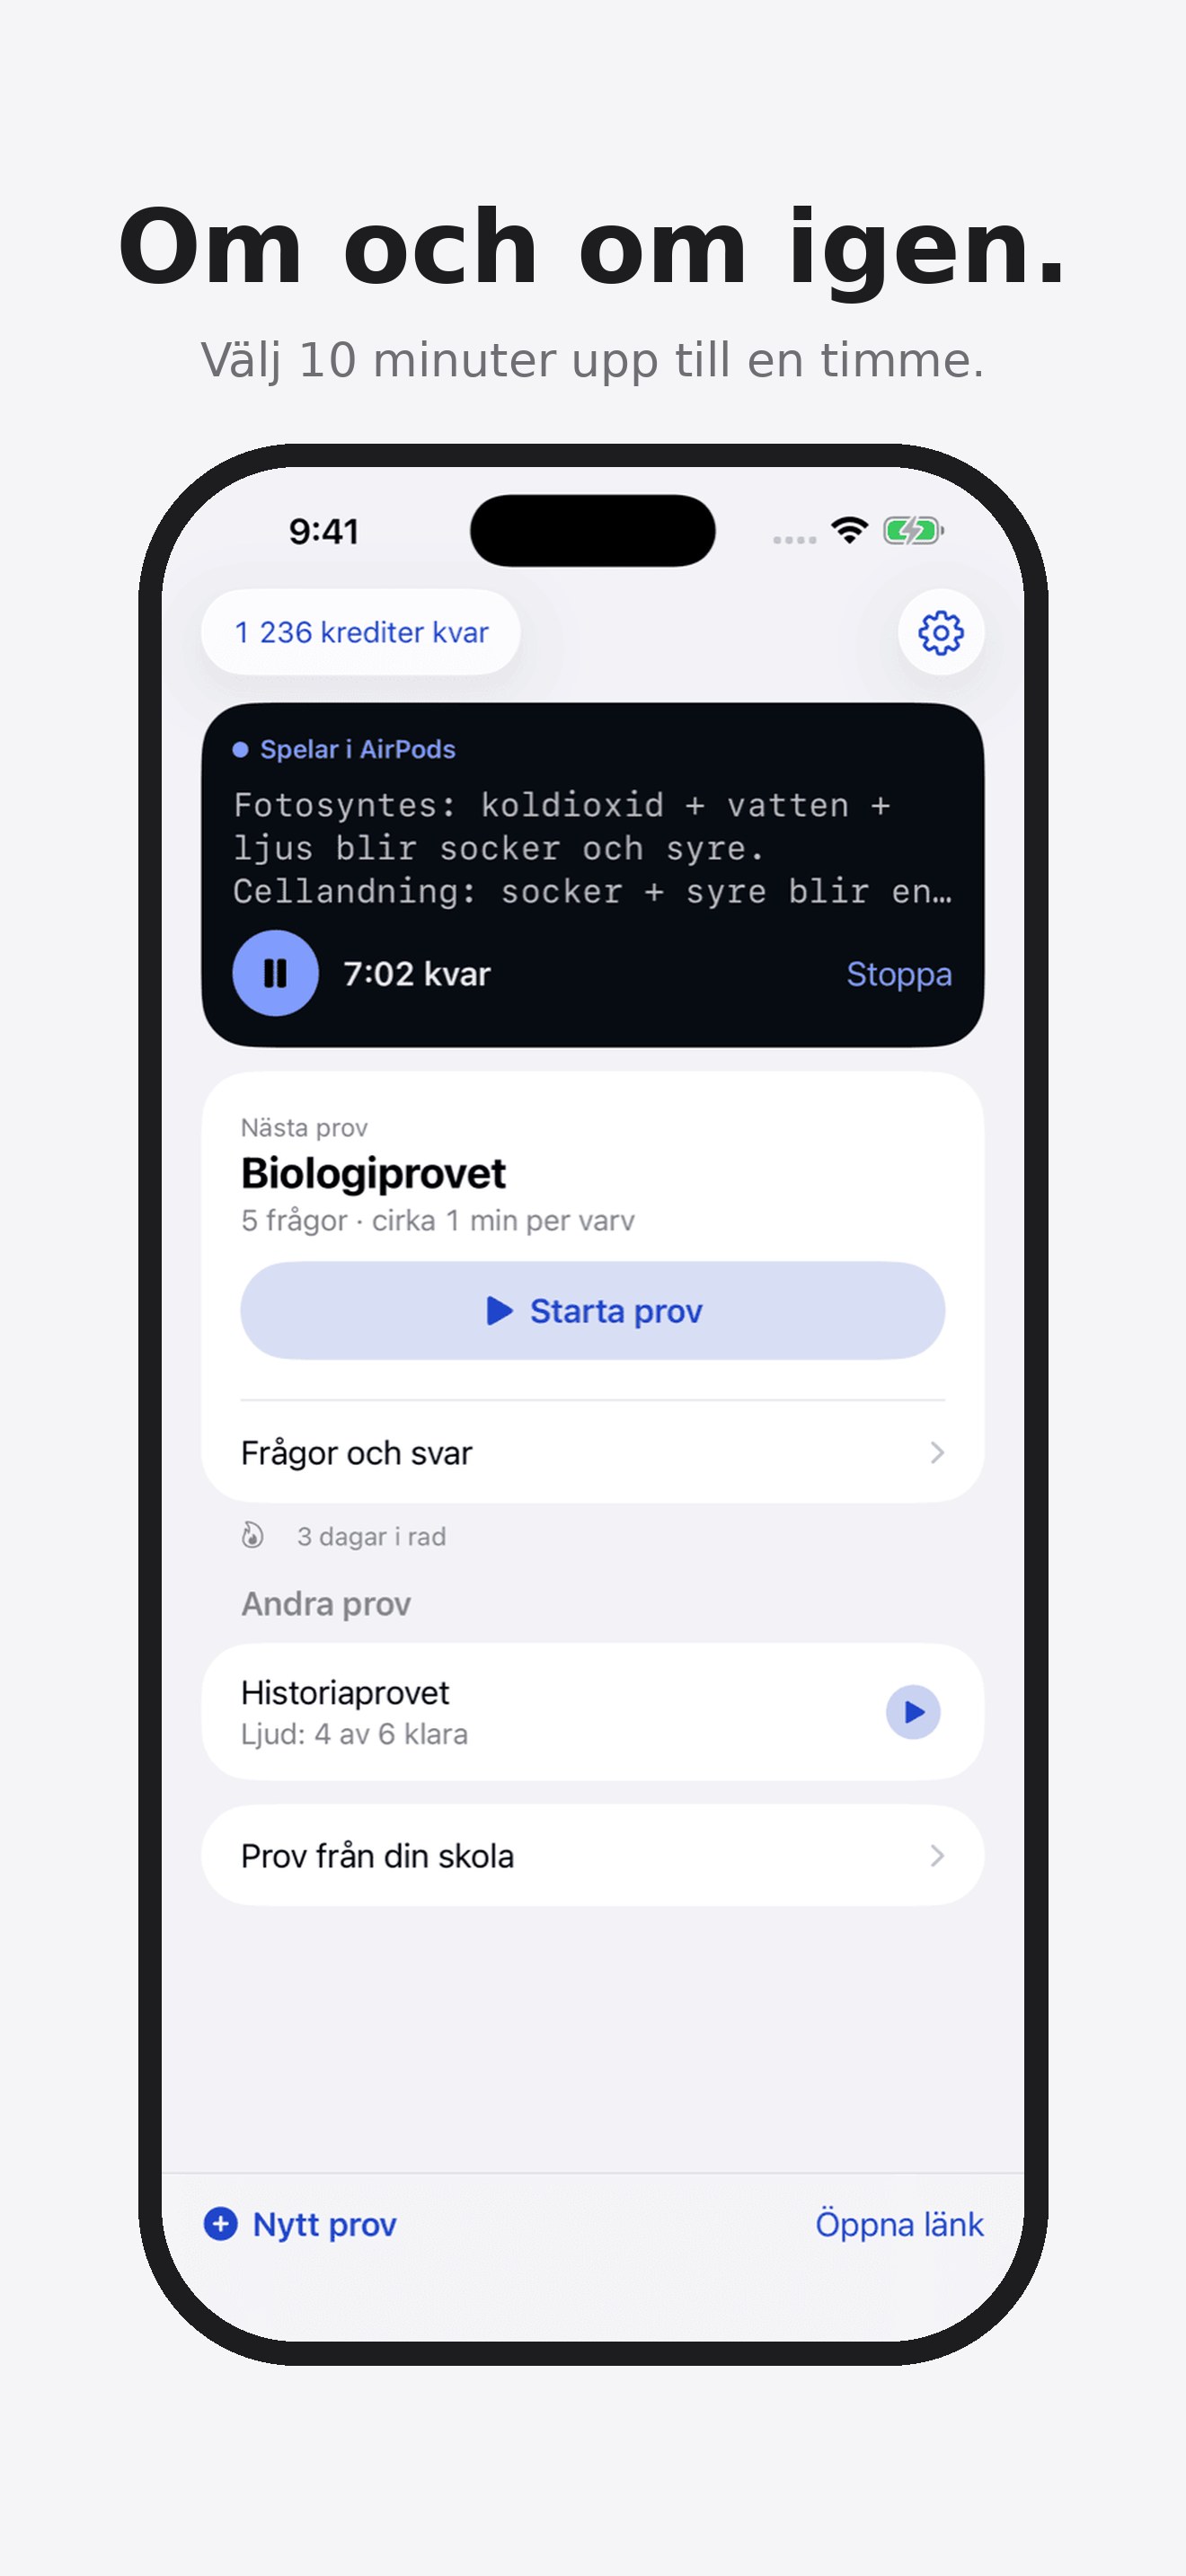 Om och om igen.
Välj 10 minuter upp till en timme.
9:41
1 236 krediter kvar
Spelar i AirPods
Fotosyntes: koldioxid + vatten +
ljus blir socker och syre.
Cellandning: socker + syre blir en…
7:02 kvar
Stoppa
Nästa prov
Biologiprovet
5 frågor · cirka 1 min per varv
Starta prov
Frågor och svar
3 dagar i rad
Andra prov
Historiaprovet
Ljud: 4 av 6 klara
Prov från din skola
Nytt prov
Öppna länk